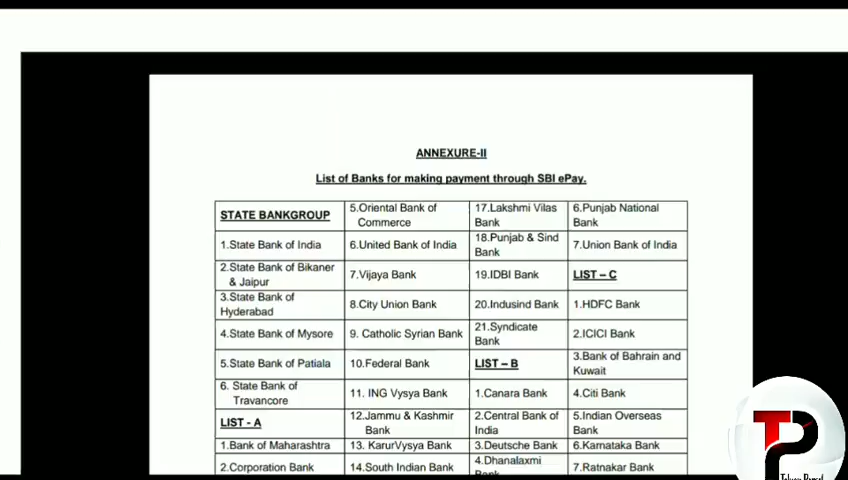 ANNEXURE-II
List of Banks for making payment through SBI ePay.
STATE BANKGROUP
5.Oriental Bank of
Commerce
17.Lakshmi Vilas
Bank
6.Punjab National
Bank
1.State Bank of India
6.United Bank of India
18.Punjab & Sind
Bank
7.Union Bank of India
2.State Bank of Bikaner
& Jaipur
7.Vijaya Bank
19.IDBI Bank
LIST – C
3.State Bank of
Hyderabad
8.City Union Bank
20.Indusind Bank
1.HDFC Bank
4.State Bank of Mysore
9. Catholic Syrian Bank
21.Syndicate
Bank
2.ICICI Bank
5.State Bank of Patiala
10.Federal Bank
LIST – B
3.Bank of Bahrain and
Kuwait
6. State Bank of
Travancore
11. ING Vysya Bank
1.Canara Bank
4.Citi Bank
LIST - A
12.Jammu & Kashmir
Bank
2.Central Bank of
India
5.Indian Overseas
Bank
1.Bank of Maharashtra
13. KarurVysya Bank
3.Deutsche Bank
6.Karnataka Bank
2.Corporation Bank
14.South Indian Bank
4.Dhanalaxmi
Bank
7.Ratnakar Bank
TP